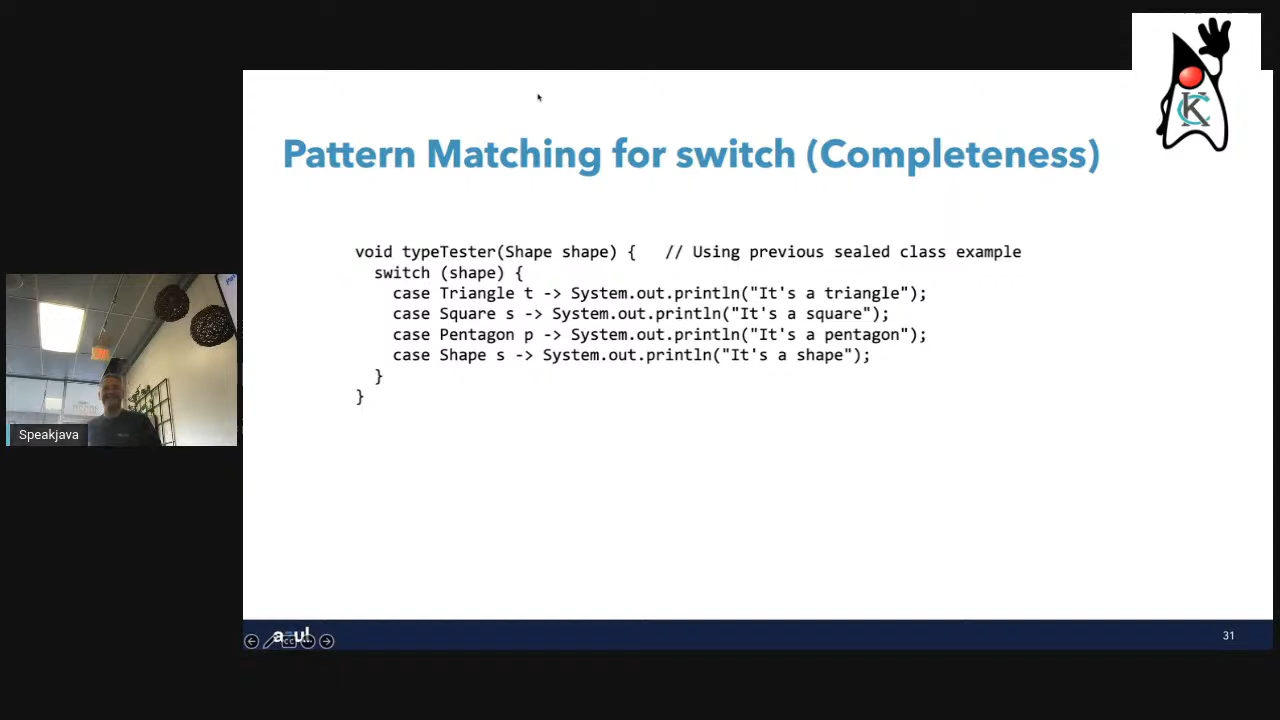 Pattern Matching for switch (Completeness)
void typeTester(Shape shape) {   // Using previous sealed class example
  switch (shape) {
    case Triangle t -> System.out.println("It's a triangle");
    case Square s -> System.out.println("It's a square");
    case Pentagon p -> System.out.println("It's a pentagon");
    case Shape s -> System.out.println("It's a shape");
  }
}
Speakjava
31